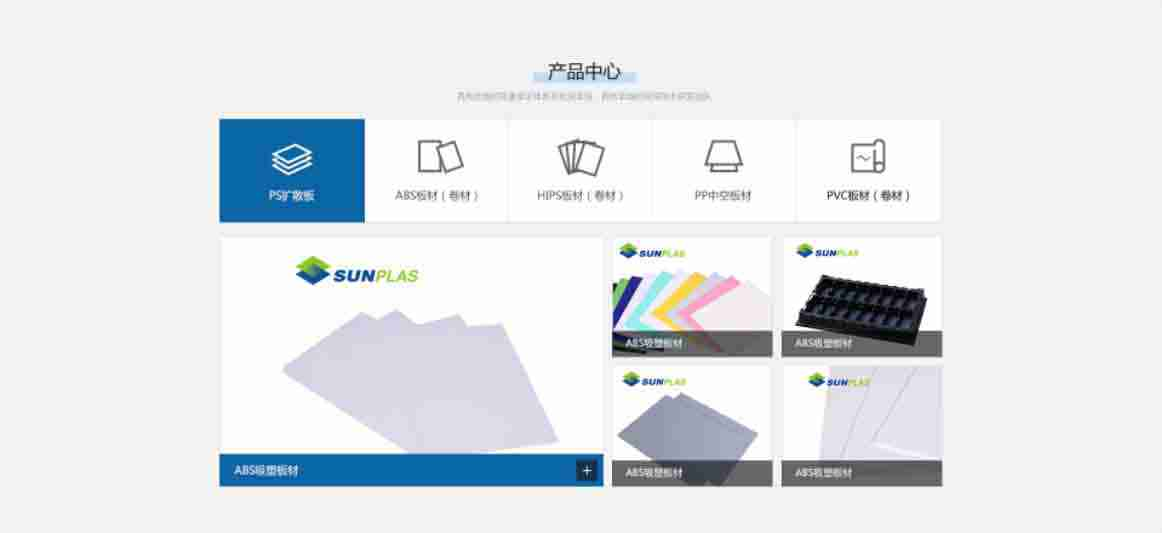 产品中心
PS扩散板
ABS板材（卷材）
HIPS板材（卷材）
PP中空板材
PVC板材（卷材）
SUNPLAS
SUNPLAS
SUNPLAS
ABS吸塑板材
ABS吸塑板材
SUNPLAS
SUNPLAS
ABS吸塑板材
+
ABS吸塑板材
ABS吸塑板材